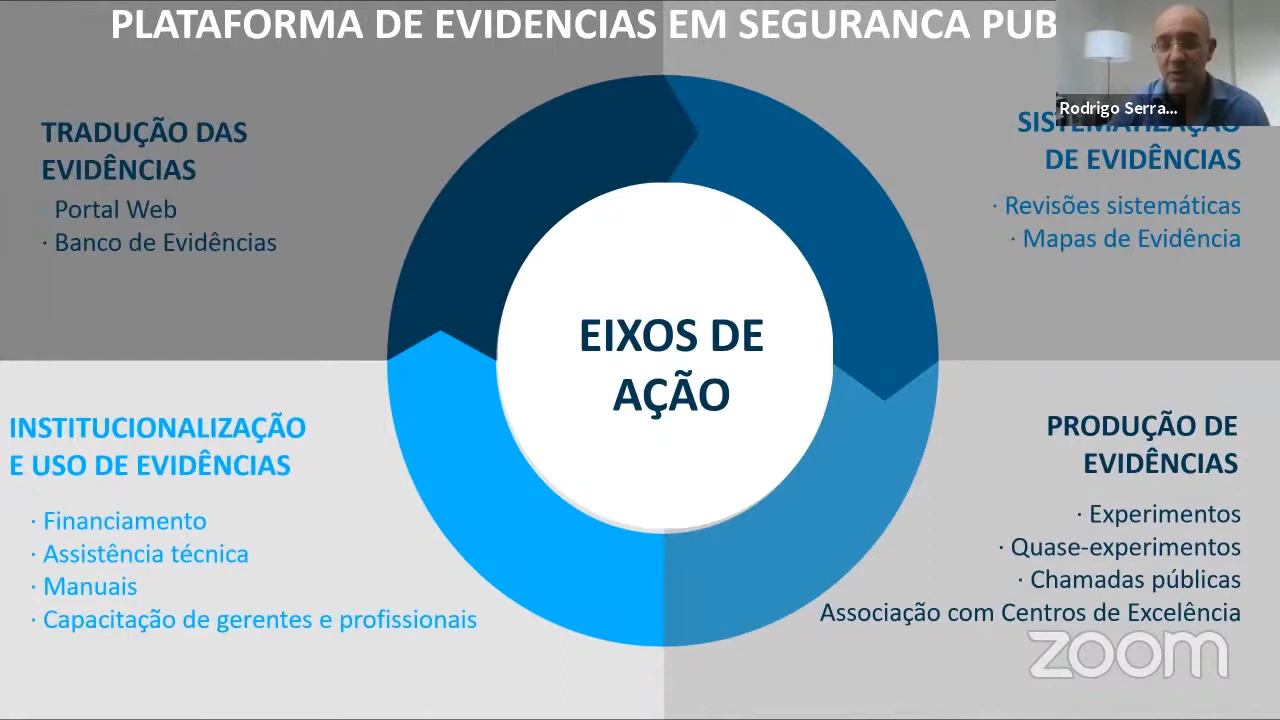 PLATAFORMA DE EVIDENCIAS EM SEGURANCA PUB
Rodrigo Serra...
TRADUÇÃO DAS
EVIDÊNCIAS
· Portal Web
· Banco de Evidências
SISTEMATIZAÇÃO
DE EVIDÊNCIAS
· Revisões sistemáticas
· Mapas de Evidência
EIXOS DE
AÇÃO
INSTITUCIONALIZAÇÃO
E USO DE EVIDÊNCIAS
· Financiamento
· Assistência técnica
· Manuais
· Capacitação de gerentes e profissionais
PRODUÇÃO DE
EVIDÊNCIAS
· Experimentos
· Quase-experimentos
· Chamadas públicas
Associação com Centros de Excelência
zoom